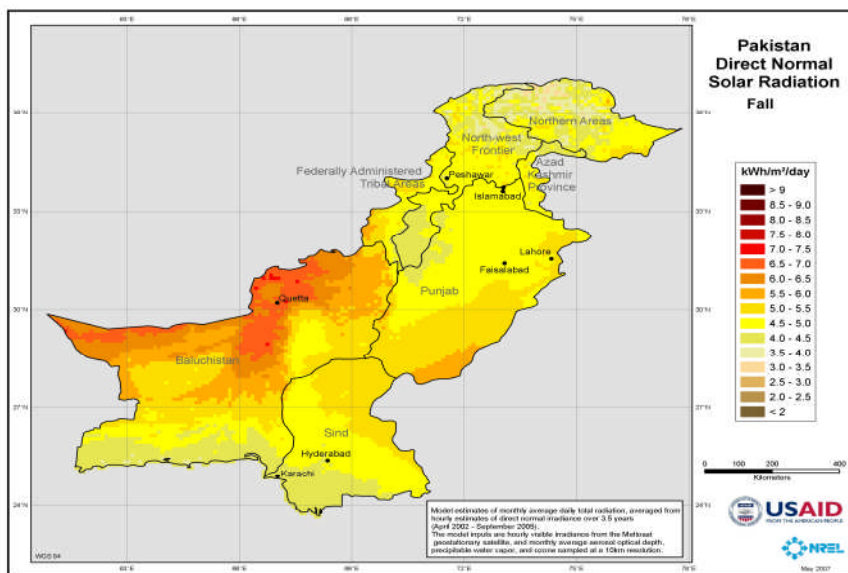 Pakistan
Direct Normal
Solar Radiation
Fall
Northern Areas
North-west
Frontier
Federally Administered
Tribal Areas
Azad
Kashmir
Province
Peshawar
Islamabad
Lahore
Faisalabad
Punjab
Quetta
Baluchistan
Sind
Hyderabad
Karachi
33°N
30°N
27°N
24°N
kWh/m²/day
> 9
8.5 - 9.0
8.0 - 8.5
7.5 - 8.0
7.0 - 7.5
6.5 - 7.0
6.0 - 6.5
5.5 - 6.0
5.0 - 5.5
4.5 - 5.0
4.0 - 4.5
3.5 - 4.0
3.0 - 3.5
2.5 - 3.0
2.0 - 2.5
< 2
0 100 200 300 400
Kilometers
Model estimates of monthly average daily total radiation, averaged from
hourly estimates of direct normal irradiance over 3.5 years
(April 2002 - September 2005).
The model inputs are hourly visible irradiance from the Meteosat
geostationary satellite, and monthly average aerosol optical depth,
precipitable water vapor, and ozone sampled at a 10km resolution.
WGS 84
USAID
FROM THE AMERICAN PEOPLE
NREL
May 2007